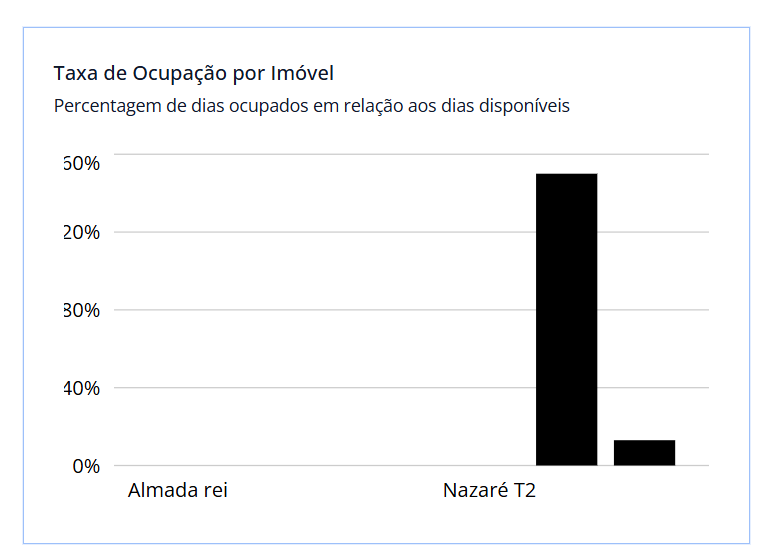 Taxa de Ocupação por Imóvel
Percentagem de dias ocupados em relação aos dias disponíveis
60%
20%
80%
40%
0%
Almada rei
Nazaré T2